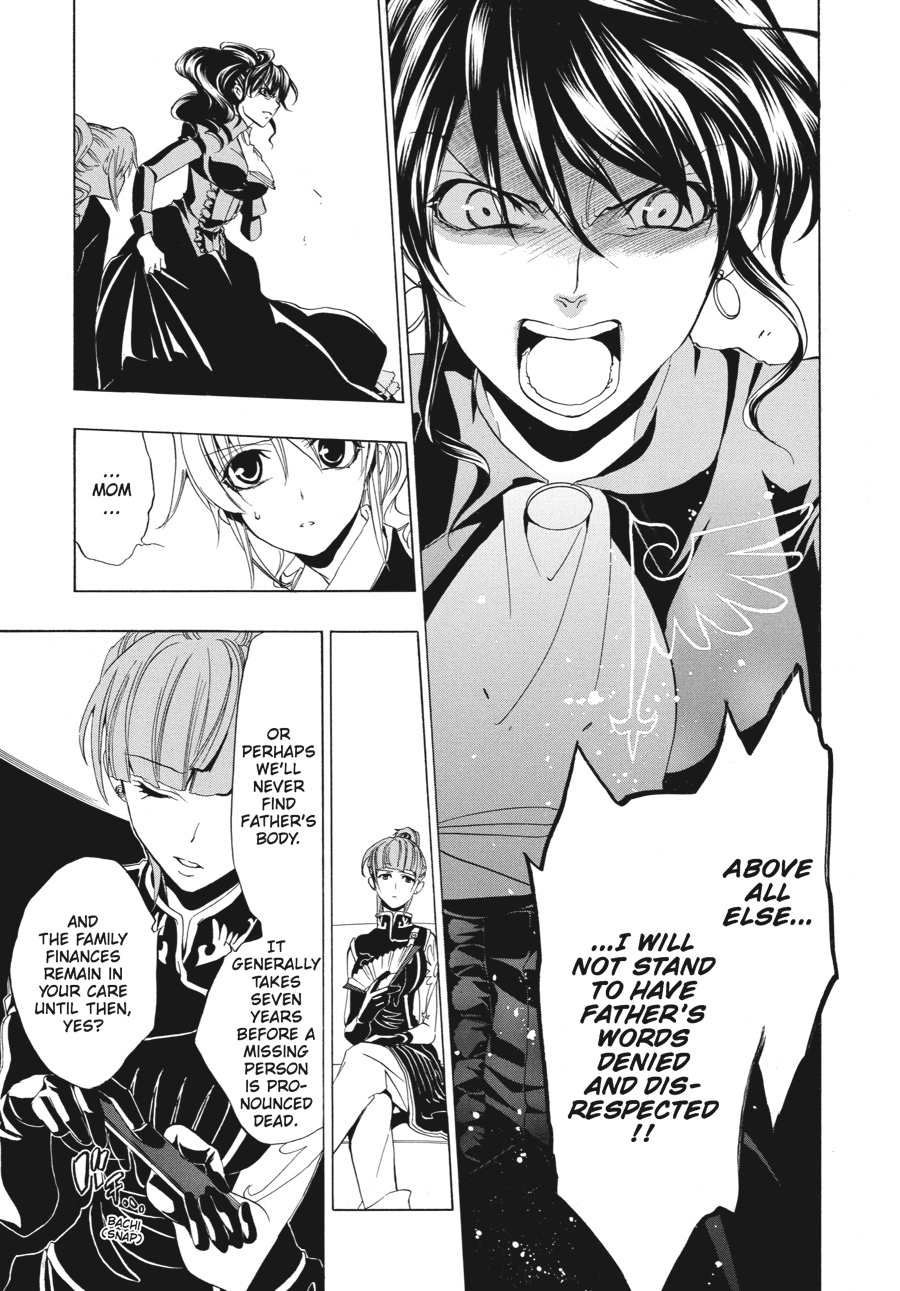 ABOVE
ALL
ELSE...
...I WILL
NOT STAND
TO HAVE
FATHER'S
WORDS
DENIED
AND DIS-
RESPECTED
!!
...
MOM
...
OR
PERHAPS
WE'LL
NEVER
FIND
FATHER'S
BODY.
IT
GENERALLY
TAKES
SEVEN
YEARS
BEFORE A
MISSING
PERSON
IS PRO-
NOUNCED
DEAD.
AND
THE FAMILY
FINANCES
REMAIN IN
YOUR CARE
UNTIL THEN,
YES?
バチ...
BACHI
(SNAP)